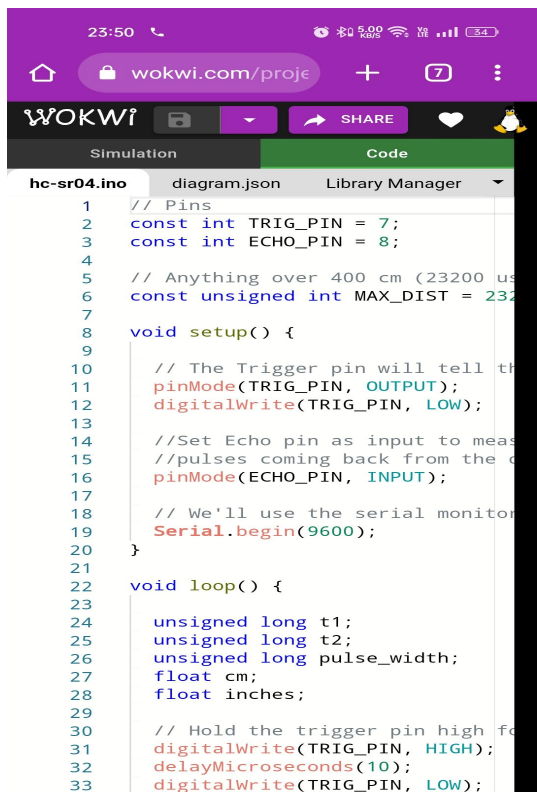 23:50 5.00 KB/S Vo LTE 34
wokwi.com/proje 7
WOKWi SHARE
Simulation Code
hc-sr04.ino diagram.json Library Manager
1 // Pins
2 const int TRIG_PIN = 7;
3 const int ECHO_PIN = 8;
4
5 // Anything over 400 cm (23200 us
6 const unsigned int MAX_DIST = 232
7
8 void setup() {
9
10 // The Trigger pin will tell th
11 pinMode(TRIG_PIN, OUTPUT);
12 digitalWrite(TRIG_PIN, LOW);
13
14 //Set Echo pin as input to meas
15 //pulses coming back from the
16 pinMode(ECHO_PIN, INPUT);
17
18 // We'll use the serial monitor
19 Serial.begin(9600);
20 }
21
22 void loop() {
23
24 unsigned long t1;
25 unsigned long t2;
26 unsigned long pulse_width;
27 float cm;
28 float inches;
29
30 // Hold the trigger pin high fo
31 digitalWrite(TRIG_PIN, HIGH);
32 delayMicroseconds(10);
33 digitalWrite(TRIG_PIN, LOW);